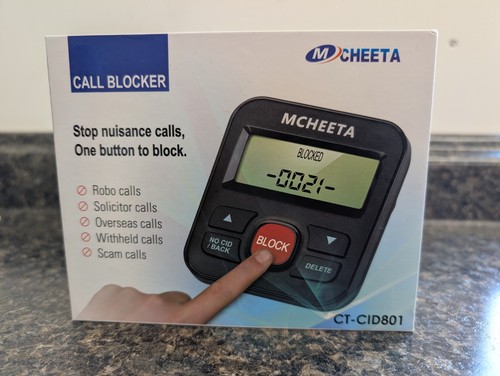 CALL BLOCKER
MCHEETA
Stop nuisance calls,
One button to block.
Robo calls
Solicitor calls
Overseas calls
Withheld calls
Scam calls
MCHEETA
BLOCKED
-0021-
NO CID
/ BACK
BLOCK
DELETE
CT-CID801